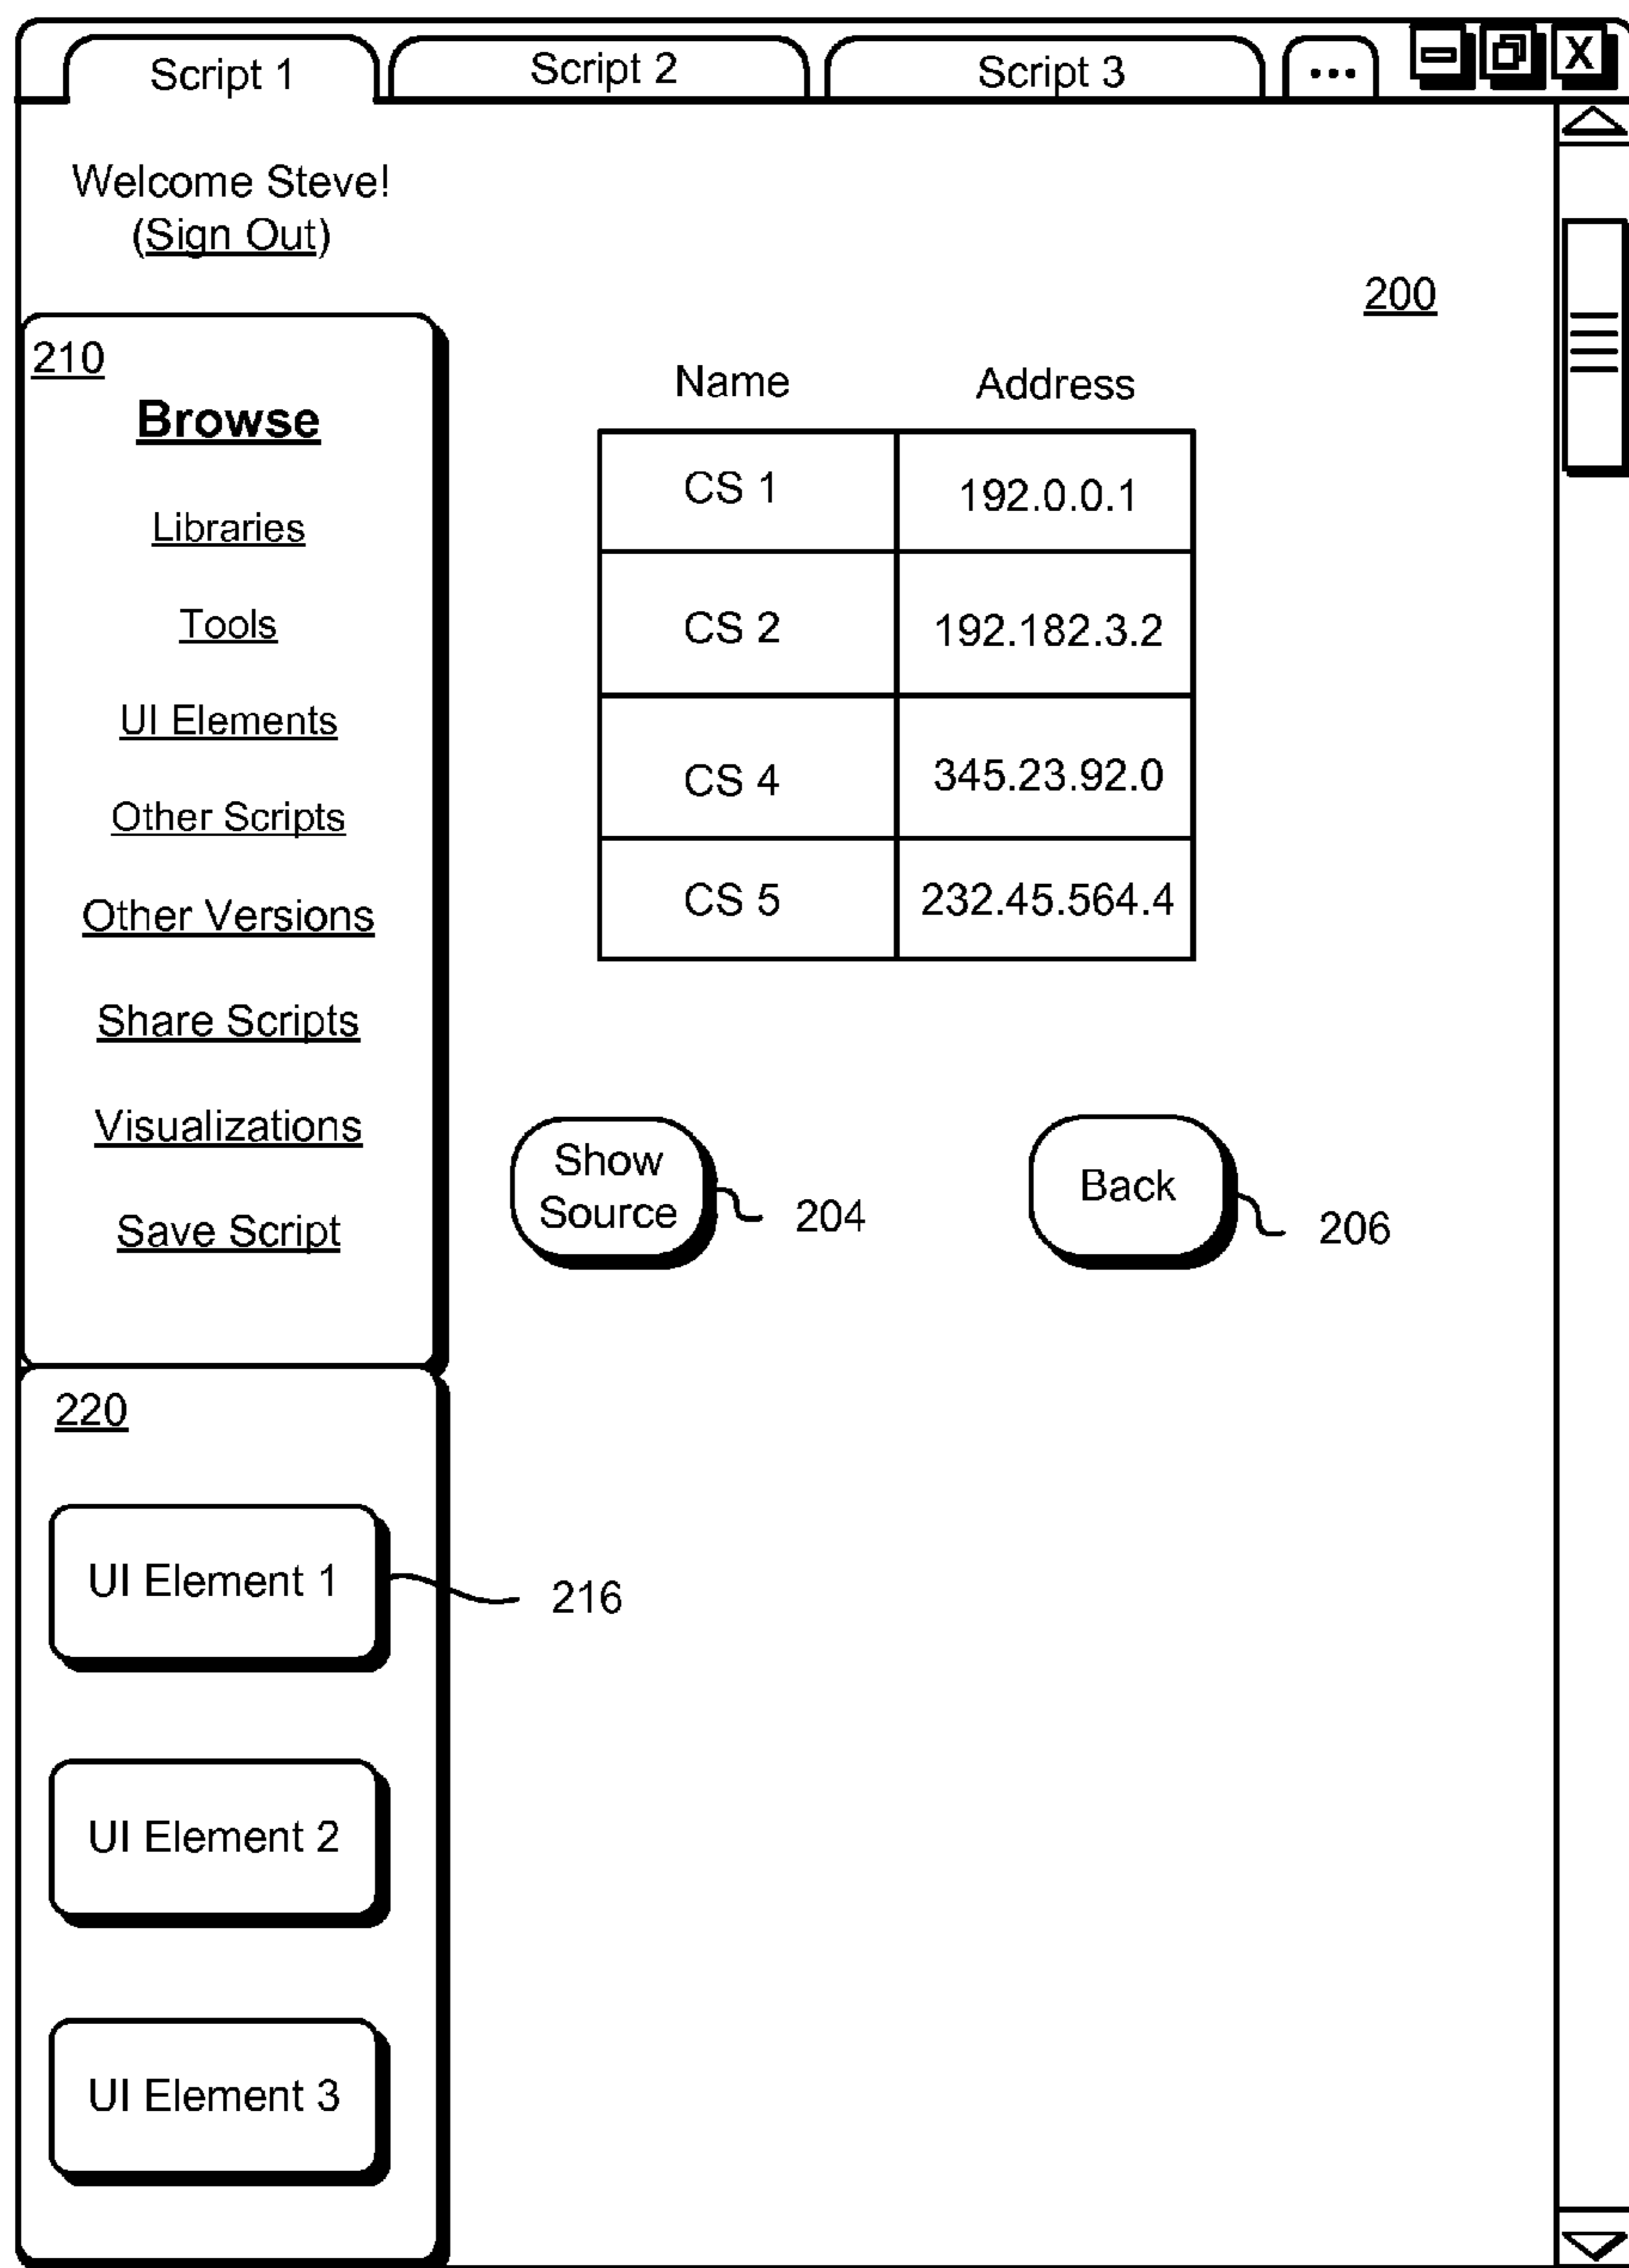 Script 1
Script 2
Script 3
...
X
Welcome Steve!
(Sign Out)
200
210
Browse
Libraries
Tools
UI Elements
Other Scripts
Other Versions
Share Scripts
Visualizations
Save Script
Name Address
CS 1 192.0.0.1
CS 2 192.182.3.2
CS 4 345.23.92.0
CS 5 232.45.564.4
Show
Source
204
Back
206
220
UI Element 1
216
UI Element 2
UI Element 3